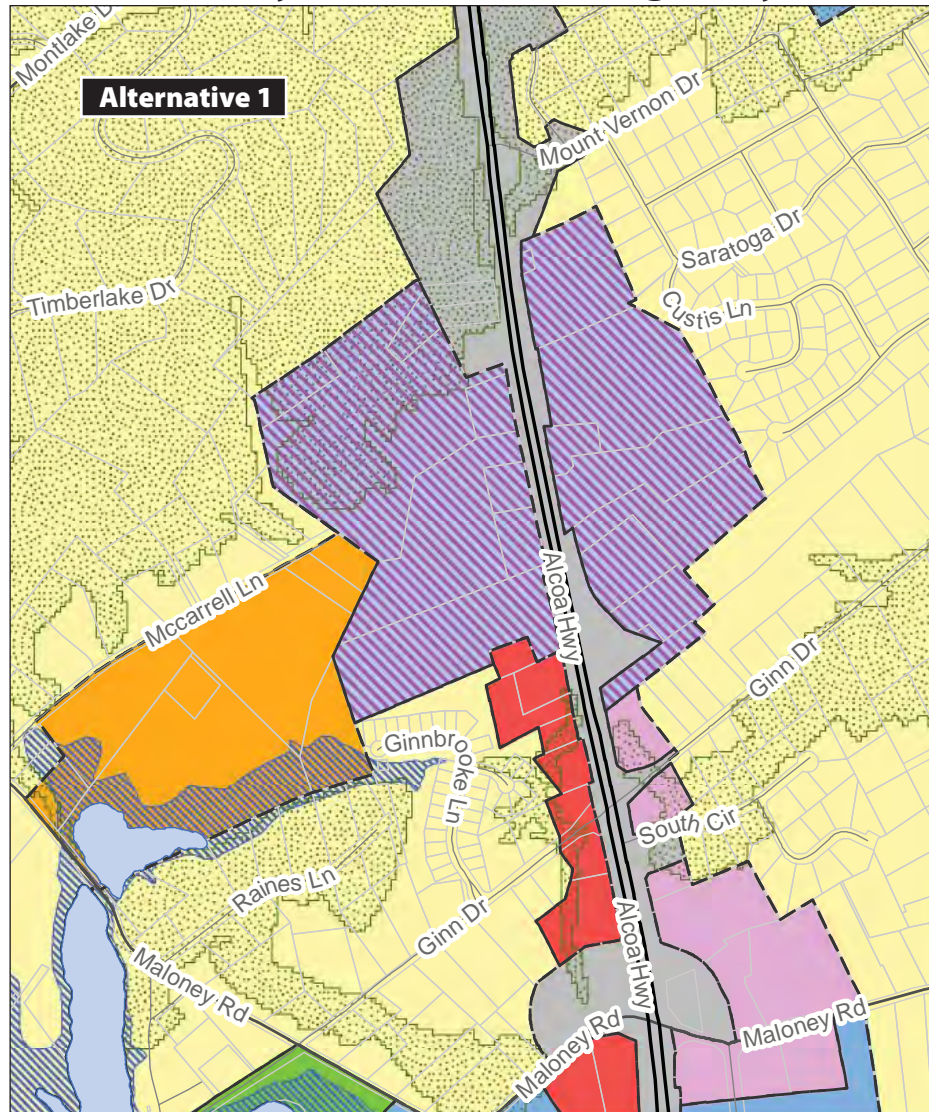 Montlake D
Alternative 1
Mount Vernon Dr
Saratoga Dr
Timberlake Dr
Custis Ln
Alcoa Hwy
Mccarrell Ln
Ginn Dr
Ginnbrooke Ln
South Cir
Raines Ln
Ginn Dr
Alcoa Hwy
Maloney Rd
Maloney Rd
Maloney Rd